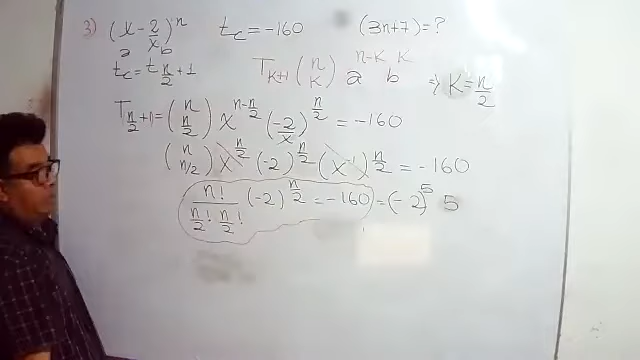 3) (x - 2/x)^n t_c = -160 (3n+7) = ?
a b
t_c = t n/2 + 1 T_{K+1} (n K) a^{n-K} b^K ⇒ K = n/2
T_{n/2 + 1} = (n n/2) x^{n - n/2} (-2/x)^{n/2} = -160
(n n/2) x^{n/2} (-2)^{n/2} (x^{-1})^{n/2} = -160
n!/(n/2! n/2!) (-2)^{n/2} = -160 = (-2)^5 5